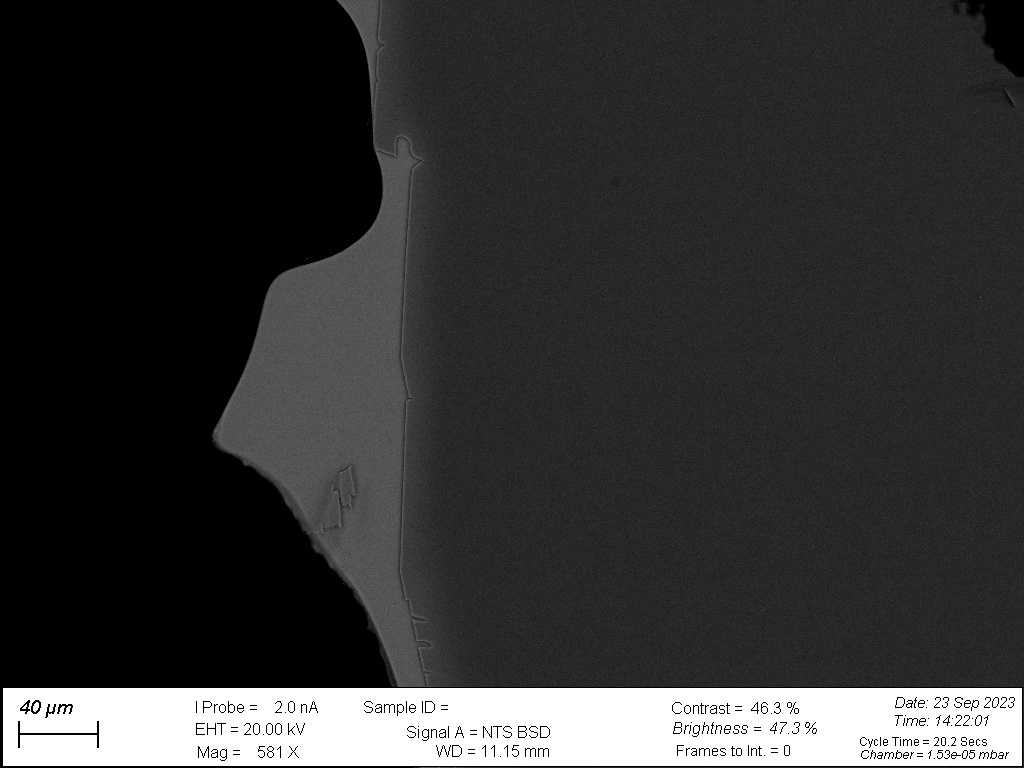 40 µm
I Probe = 2.0 nA
EHT = 20.00 kV
Mag = 581 X
Sample ID =
Signal A = NTS BSD
WD = 11.15 mm
Contrast = 46.3 %
Brightness = 47.3 %
Frames to Int. = 0
Date: 23 Sep 2023
Time: 14:22:01
Cycle Time = 20.2 Secs
Chamber = 1.53e-05 mbar